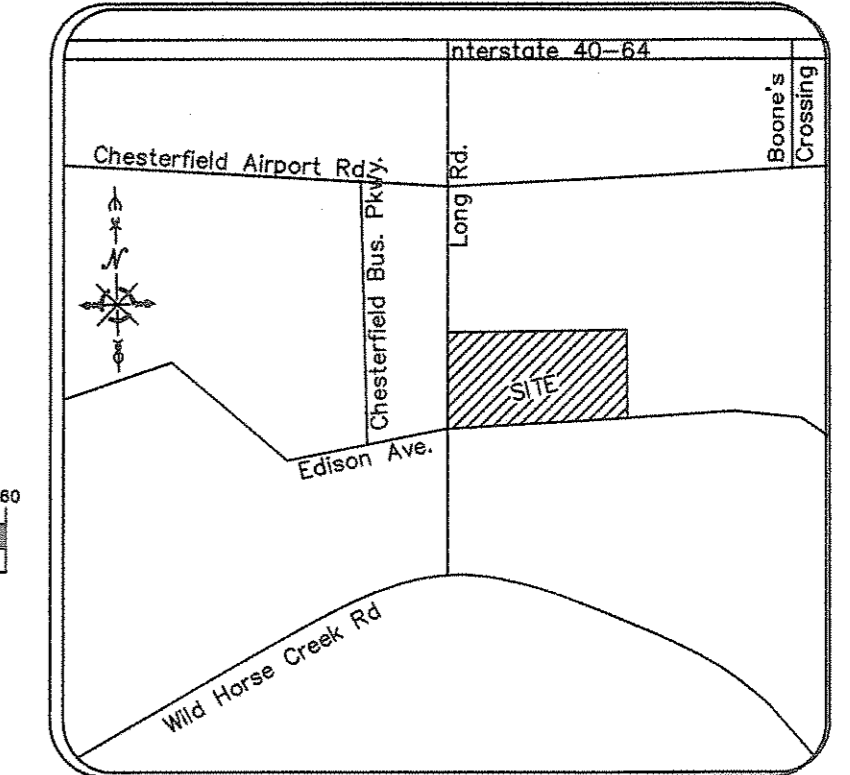 nterstate 40-64
Boone's
Crossing
Chesterfield Airport Rd.
Chesterfield Bus. Pkwy.
Long Rd.
N
SITE
Edison Ave.
60
Wild Horse Creek Rd